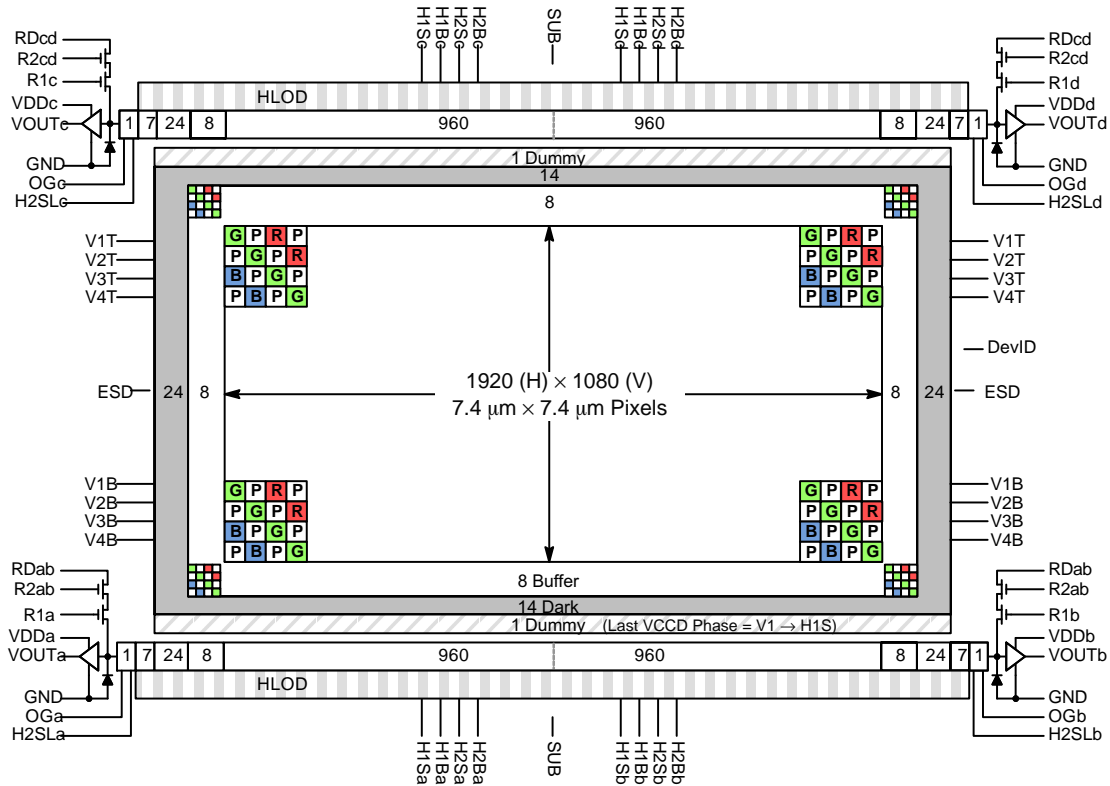 H1Sc H1Bc H2Sc H2Bc SUB H1Sd H1Bd H2Sd H2Bd
RDcd RDcd
R2cd R2cd
R1c R1d
HLOD
VDDc VDDd
VOUTc 1 7 24 8 960 960 8 24 7 1 VOUTd
GND 1 Dummy GND
OGc 14 OGd
H2SLc 8 H2SLd
V1T G P R P G P R P V1T
V2T P G P R P G P R V2T
V3T B P G P B P G P V3T
V4T P B P G P B P G V4T
DevID
1920 (H) × 1080 (V)
ESD 24 8 8 24 ESD
7.4 μm × 7.4 μm Pixels
V1B G P R P G P R P V1B
V2B P G P R P G P R V2B
V3B B P G P B P G P V3B
V4B P B P G P B P G V4B
RDab RDab
R2ab 8 Buffer R2ab
R1a 14 Dark R1b
1 Dummy (Last VCCD Phase = V1 → H1S)
VDDa VDDb
VOUTa 1 7 24 8 960 960 8 24 7 1 VOUTb
HLOD
GND GND
OGa OGb
H2SLa H2SLb
H1Sa H1Ba H2Sa H2Ba SUB H1Sb H1Bb H2Sb H2Bb